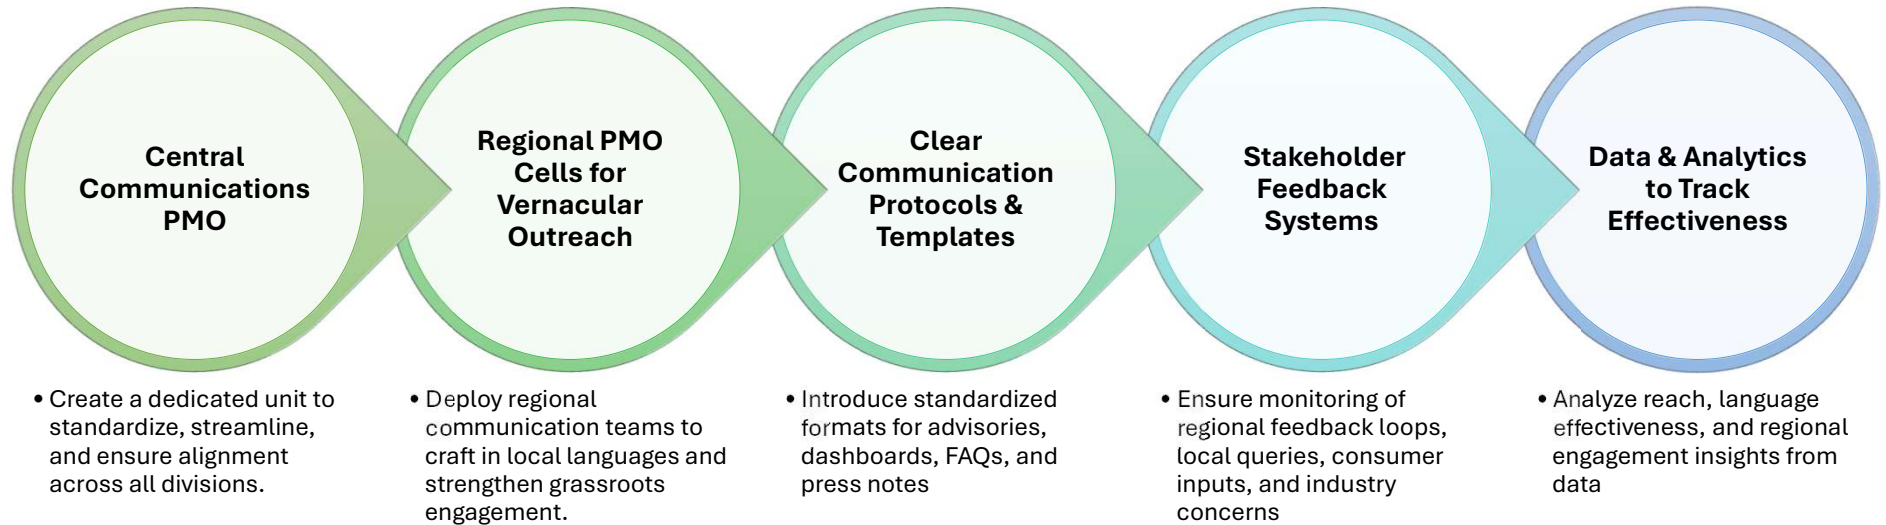 Central
Communications
PMO
Regional PMO
Cells for
Vernacular
Outreach
Clear
Communication
Protocols &
Templates
Stakeholder
Feedback
Systems
Data & Analytics
to Track
Effectiveness
• Create a dedicated unit to
standardize, streamline,
and ensure alignment
across all divisions.
• Deploy regional
communication teams to
craft in local languages and
strengthen grassroots
engagement.
• Introduce standardized
formats for advisories,
dashboards, FAQs, and
press notes
• Ensure monitoring of
regional feedback loops,
local queries, consumer
inputs, and industry
concerns
• Analyze reach, language
effectiveness, and regional
engagement insights from
data